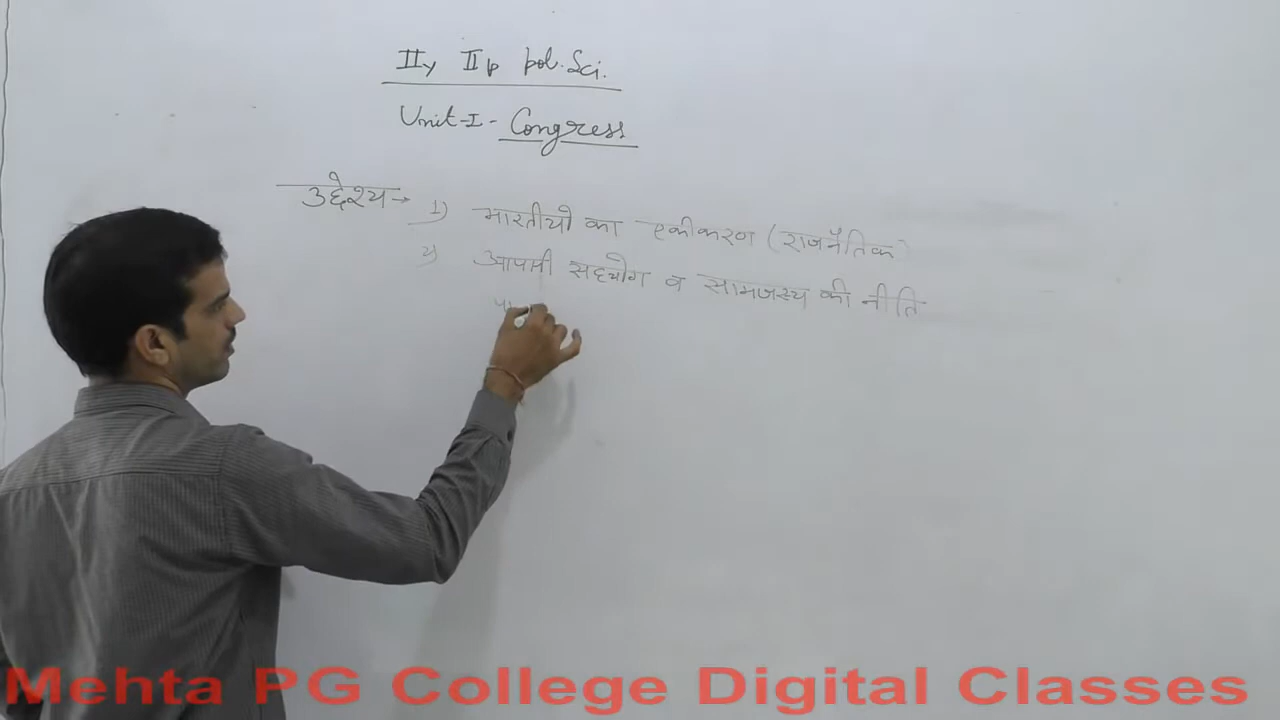 IIy IIp pol. Sci.
Unit-I- Congress
उद्देश्य → 1) भारतीयो का एकीकरण (राजनैतिक)
2) आपसी सहयोग व सामजस्य की नीति
Mehta PG College Digital Classes